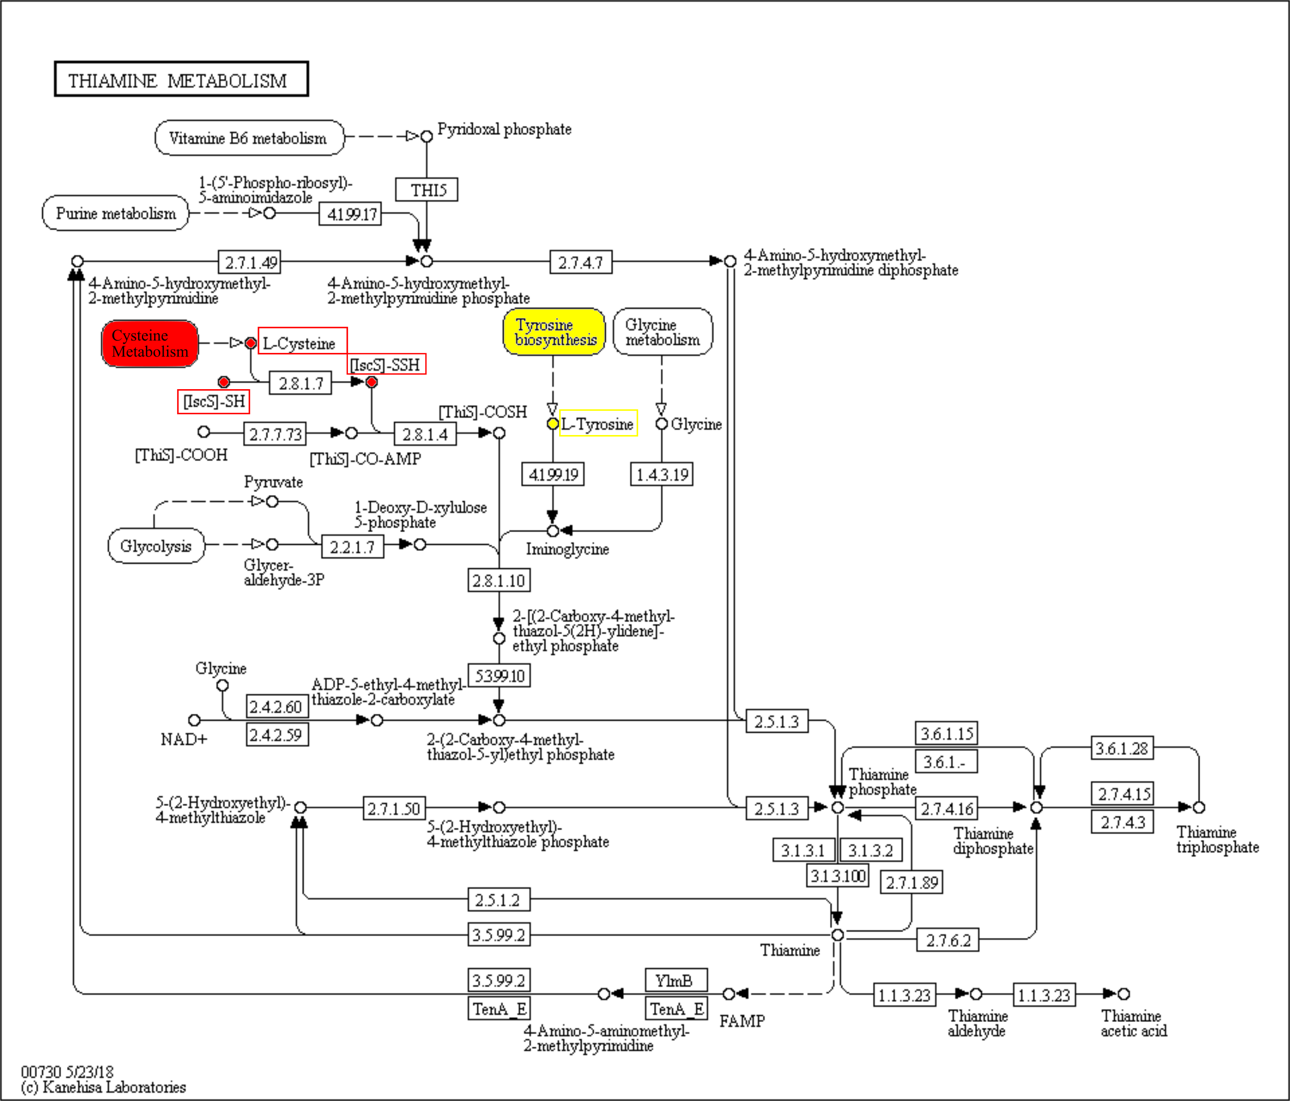 THIAMINE METABOLISM
Vitamine B6 metabolism
Pyridoxal phosphate
1-(5'-Phospho-ribosyl)-
5-aminoimidazole
THI5
Purine metabolism
4.1.99.17
2.7.1.49
2.7.4.7
4-Amino-5-hydroxymethyl-
2-methylpyrimidine diphosphate
4-Amino-5-hydroxymethyl-
2-methylpyrimidine
4-Amino-5-hydroxymethyl-
2-methylpyrimidine phosphate
Cysteine
Metabolism
L-Cysteine
Tyrosine
biosynthesis
Glycine
metabolism
[IscS]-SSH
2.8.1.7
[IscS]-SH
[ThiS]-COSH
L-Tyrosine
Glycine
2.7.7.73
2.8.1.4
[ThiS]-COOH
[ThiS]-CO-AMP
4.1.99.19
1.4.3.19
Pyruvate
1-Deoxy-D-xylulose
5-phosphate
Glycolysis
2.2.1.7
Iminoglycine
Glycer-
aldehyde-3P
2.8.1.10
2-[(2-Carboxy-4-methyl-
thiazol-5(2H)-ylidene]-
ethyl phosphate
Glycine
5.3.99.10
ADP-5-ethyl-4-methyl-
thiazole-2-carboxylate
2.4.2.60
2.4.2.59
NAD+
2-(2-Carboxy-4-methyl-
thiazol-5-yl)ethyl phosphate
2.5.1.3
3.6.1.15
3.6.1.-
3.6.1.28
Thiamine
phosphate
5-(2-Hydroxyethyl)-
4-methylthiazole
2.7.1.50
5-(2-Hydroxyethyl)-
4-methylthiazole phosphate
2.5.1.3
2.7.4.16
2.7.4.15
2.7.4.3
Thiamine
diphosphate
Thiamine
triphosphate
3.1.3.1
3.1.3.2
3.1.3.100
2.7.1.89
2.5.1.2
3.5.99.2
Thiamine
2.7.6.2
3.5.99.2
TenA_E
YlmB
TenA_E
FAMP
4-Amino-5-aminomethyl-
2-methylpyrimidine
1.1.3.23
1.1.3.23
Thiamine
aldehyde
Thiamine
acetic acid
00730 5/23/18
(c) Kanehisa Laboratories